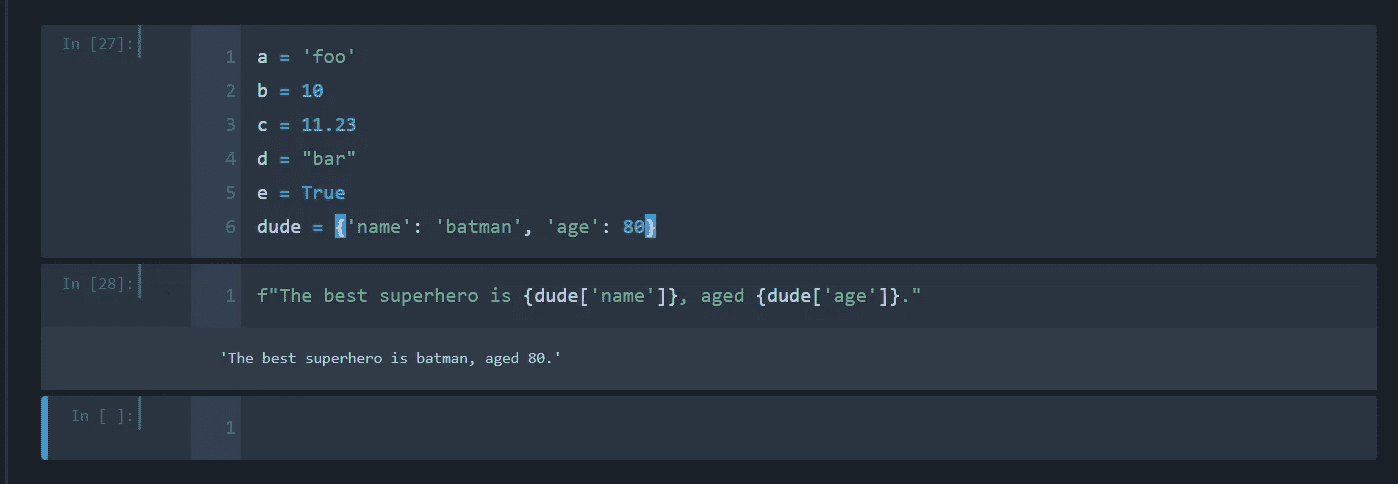 In [27]:
1 a = 'foo'
2 b = 10
3 c = 11.23
4 d = "bar"
5 e = True
6 dude = {'name': 'batman', 'age': 80}
In [28]:
1 f"The best superhero is {dude['name']}, aged {dude['age']}."
'The best superhero is batman, aged 80.'
In [ ]:
1